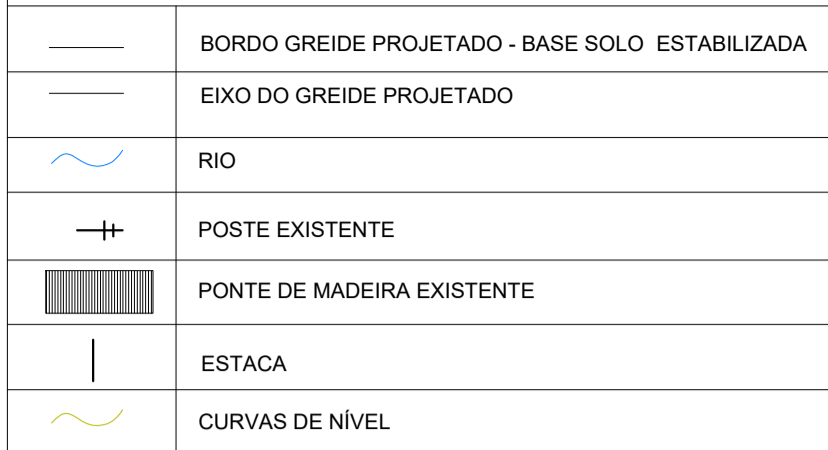 BORDO GREIDE PROJETADO - BASE SOLO ESTABILIZADA
EIXO DO GREIDE PROJETADO
RIO
POSTE EXISTENTE
PONTE DE MADEIRA EXISTENTE
ESTACA
CURVAS DE NÍVEL